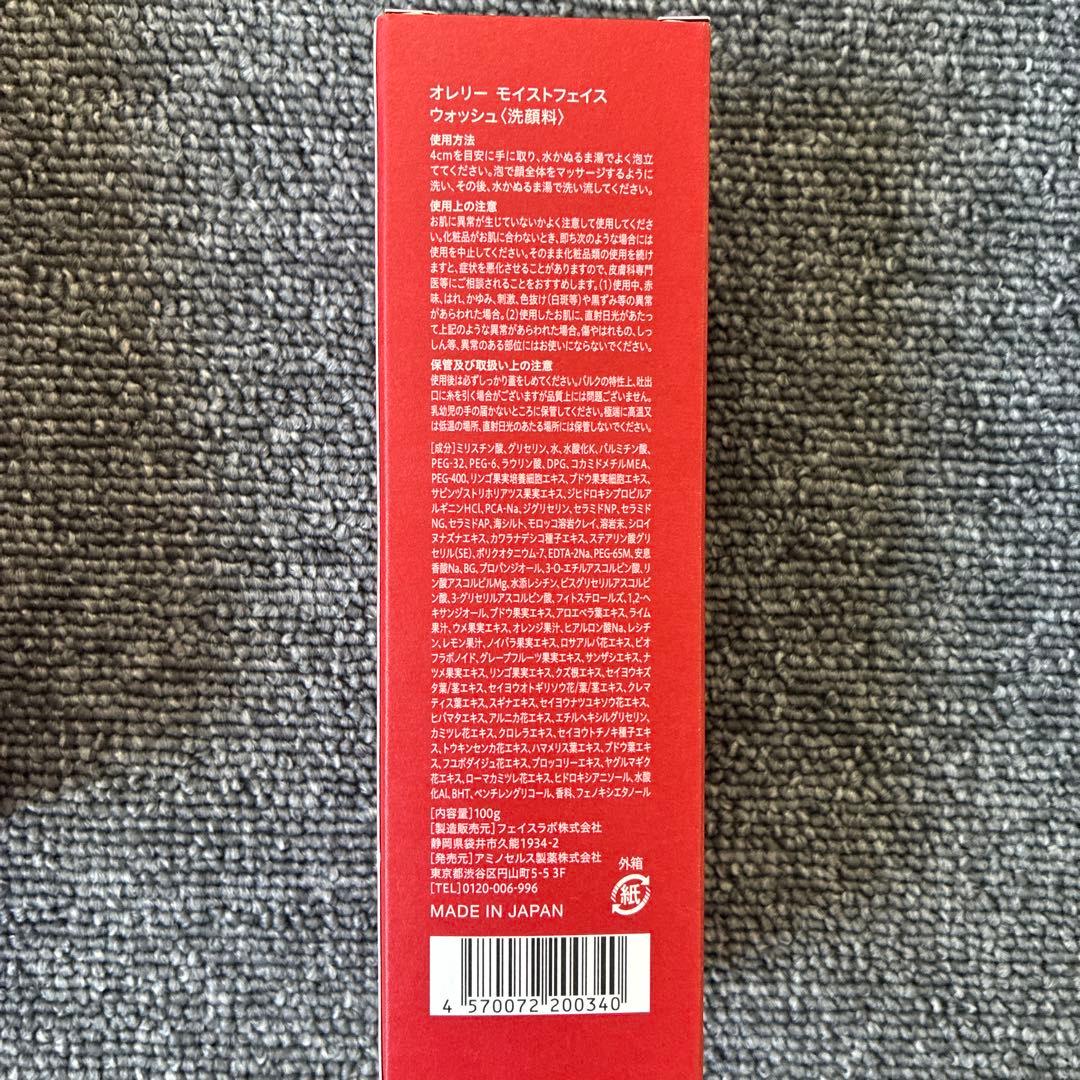 オレリー モイストフェイス
ウォッシュ〈洗顔料〉
使用方法
4cmを目安に手に取り、水かぬるま湯でよく泡立
ててください。泡で顔全体をマッサージするように
洗い、その後、水かぬるま湯で洗い流してください。
使用上の注意
お肌に異常が生じていないかよく注意して使用してくださ
い。化粧品がお肌に合わないとき、即ち次のような場合には
使用を中止してください。そのまま化粧品類の使用を続け
ますと、症状を悪化させることがありますので、皮膚科専門
医等にご相談されることをおすすめします。(1)使用中、赤
味、はれ、かゆみ、刺激、色抜け(白斑等)や黒ずみ等の異常
があらわれた場合。(2)使用したお肌に、直射日光があたっ
て上記のような異常があらわれた場合。傷やはれもの、しっ
しん等、異常のある部位にはお使いにならないでください。
保管及び取扱い上の注意
使用後は必ずしっかり蓋をしめてください。バルクの特性上、吐出
口に糸を引く場合がございますが品質上には問題ございません。
乳幼児の手の届かないところに保管してください。極端に高温又
は低温の場所、直射日光のあたる場所には保管しないでください。
[成分]ミリスチン酸、グリセリン、水、水酸化K、パルミチン酸、
PEG-32、PEG-6、ラウリン酸、DPG、コカミドメチルMEA、
PEG-400、リンゴ果実培養細胞エキス、ブドウ果実細胞エキス、
サピンヅストリホリアツス果実エキス、ジヒドロキシプロピルア
ルギニンHCl、PCA-Na、ジグリセリン、セラミドNP、セラミド
NG、セラミドAP、海シルト、モロッコ溶岩クレイ、溶岩末、シロイ
ヌナズナエキス、カワラナデシコ種子エキス、ステアリン酸グリ
セリル(SE)、ポリクオタニウム-7、EDTA-2Na、PEG-65M、安息
香酸Na、BG、プロパンジオール、3-O-エチルアスコルビン酸、リ
ン酸アスコルビルMg、水添レシチン、ビスグリセリルアスコルビ
ン酸、3-グリセリルアスコルビン酸、フィトステロールズ、1,2-ヘ
キサンジオール、ブドウ果実エキス、アロエベラ葉エキス、ライム
果汁、ウメ果実エキス、オレンジ果汁、ヒアルロン酸Na、レシチ
ン、レモン果汁、ノイバラ果実エキス、ロサアルバ花エキス、ビオ
フラボノイド、グレープフルーツ果実エキス、サンザシエキス、ナ
ツメ果実エキス、リンゴ果実エキス、クズ根エキス、セイヨウキズ
タ葉/茎エキス、セイヨウオトギリソウ花/葉/茎エキス、クレマ
ティス葉エキス、スギナエキス、セイヨウナツユキソウ花エキス、
ヒバマタエキス、アルニカ花エキス、エチルヘキシルグリセリン、
カミツレ花エキス、クロレラエキス、セイヨウトチノキ種子エキ
ス、トウキンセンカ花エキス、ハマメリス葉エキス、ブドウ葉エキ
ス、フユボダイジュ花エキス、ブロッコリーエキス、ヤグルマギク
花エキス、ローマカミツレ花エキス、ヒドロキシアニソール、水酸
化Al、BHT、ペンチレングリコール、香料、フェノキシエタノール
[内容量]100g
[製造販売元]フェイスラボ株式会社
静岡県袋井市久能1934-2
[発売元]アミノセルス製薬株式会社
東京都渋谷区円山町5-5 3F
[TEL]0120-006-996
外箱
紙
MADE IN JAPAN
4 570072 200340